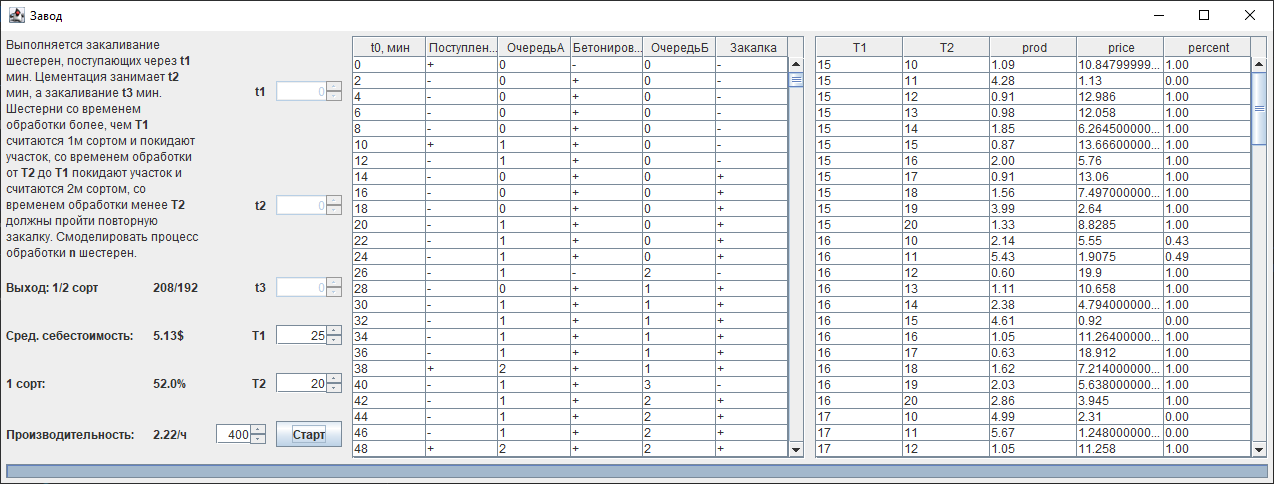 Завод
Выполняется закаливание
шестерен, поступающих через t1
мин. Цементация занимает t2
мин, а закаливание t3 мин.
Шестерни со временем
обработки более, чем T1
считаются 1м сортом и покидают
участок, со временем обработки
от T2 до T1 покидают участок и
считаются 2м сортом, со
временем обработки менее T2
должны пройти повторную
закалку. Смоделировать процесс
обработки n шестерен.
t1 0
t2 0
Выход: 1/2 сорт 208/192 t3 0
Сред. себестоимость: 5.13$ T1 25
1 сорт: 52.0% T2 20
Производительность: 2.22/ч 400 Старт
t0, мин Поступлен... ОчередьА Бетониров... ОчередьБ Закалка
0 + 0 - 0 -
2 - 0 + 0 -
4 - 0 + 0 -
6 - 0 + 0 -
8 - 0 + 0 -
10 + 1 + 0 -
12 - 1 + 0 -
14 - 0 + 0 +
16 - 0 + 0 +
18 - 0 + 0 +
20 - 1 + 0 +
22 - 1 + 0 +
24 - 1 + 0 +
26 - 1 - 2 -
28 - 0 + 1 +
30 - 1 + 1 +
32 - 1 + 1 +
34 - 1 + 1 +
36 - 1 + 1 +
38 + 2 + 1 +
40 - 1 + 3 -
42 - 1 + 2 +
44 - 1 + 2 +
46 - 1 + 2 +
48 + 2 + 2 +
T1 T2 prod price percent
15 10 1.09 10.84799999... 1.00
15 11 4.28 1.13 0.00
15 12 0.91 12.986 1.00
15 13 0.98 12.058 1.00
15 14 1.85 6.264500000... 1.00
15 15 0.87 13.66600000... 1.00
15 16 2.00 5.76 1.00
15 17 0.91 13.06 1.00
15 18 1.56 7.497000000... 1.00
15 19 3.99 2.64 1.00
15 20 1.33 8.8285 1.00
16 10 2.14 5.55 0.43
16 11 5.43 1.9075 0.49
16 12 0.60 19.9 1.00
16 13 1.11 10.658 1.00
16 14 2.38 4.794000000... 1.00
16 15 4.61 0.92 0.00
16 16 1.05 11.26400000... 1.00
16 17 0.63 18.912 1.00
16 18 1.62 7.214000000... 1.00
16 19 2.03 5.638000000... 1.00
16 20 2.86 3.945 1.00
17 10 4.99 2.31 0.00
17 11 5.67 1.248000000... 0.00
17 12 1.05 11.258 1.00